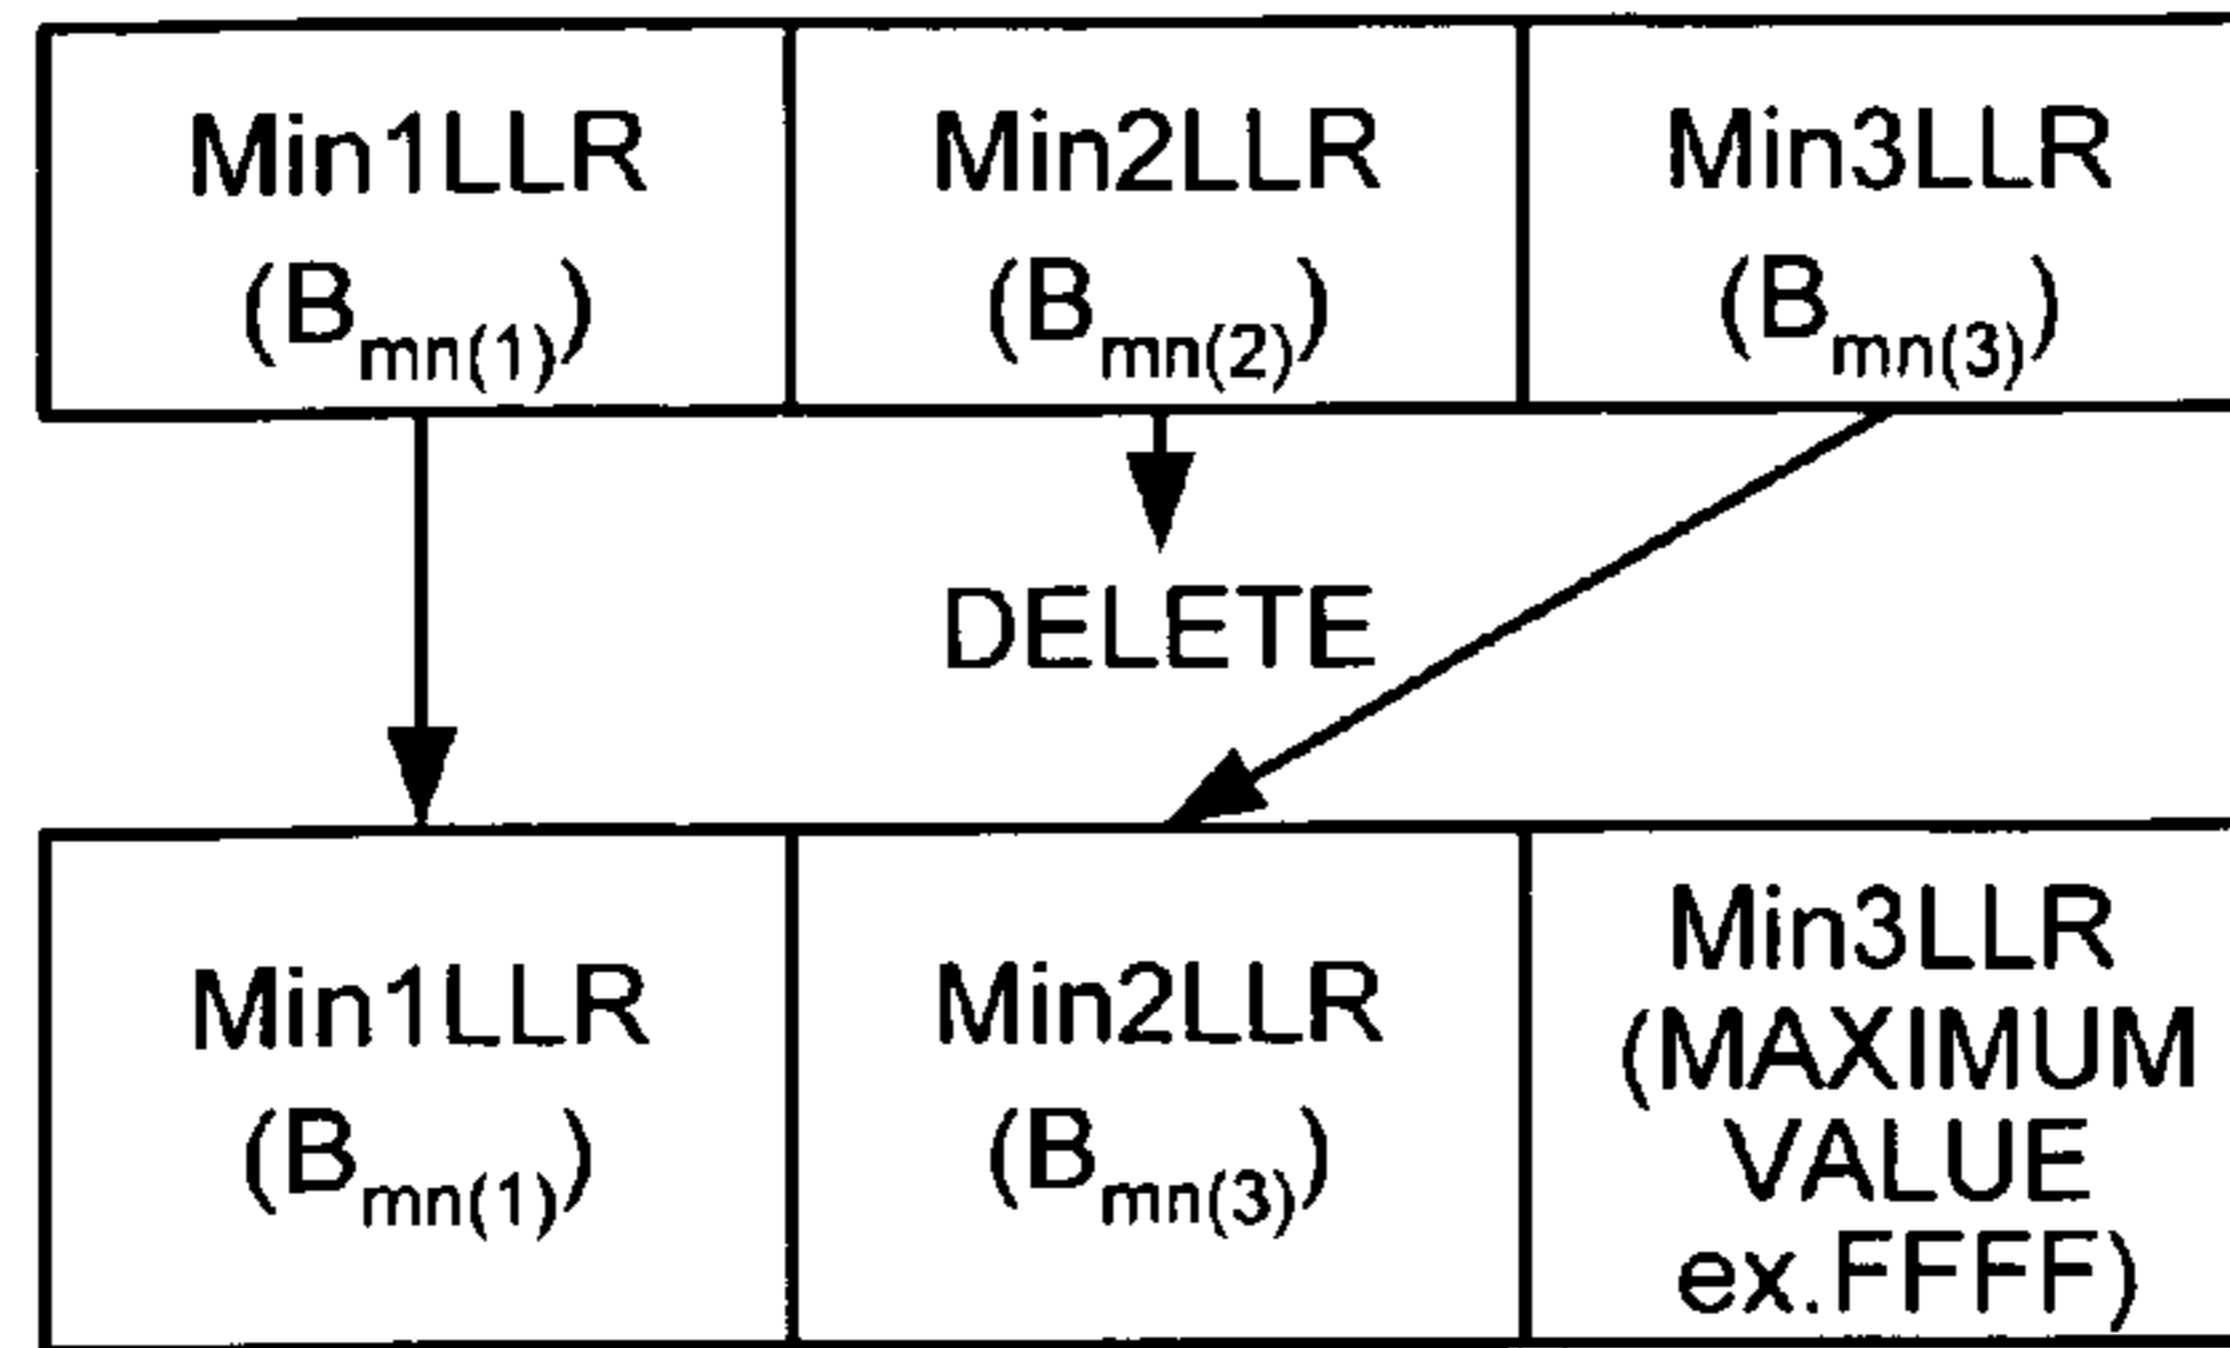 Min1LLR Min2LLR Min3LLR
(Bmn(1)) (Bmn(2)) (Bmn(3))
DELETE
Min1LLR
(Bmn(1))
Min2LLR
(Bmn(3))
Min3LLR
(MAXIMUM
VALUE
ex.FFFF)